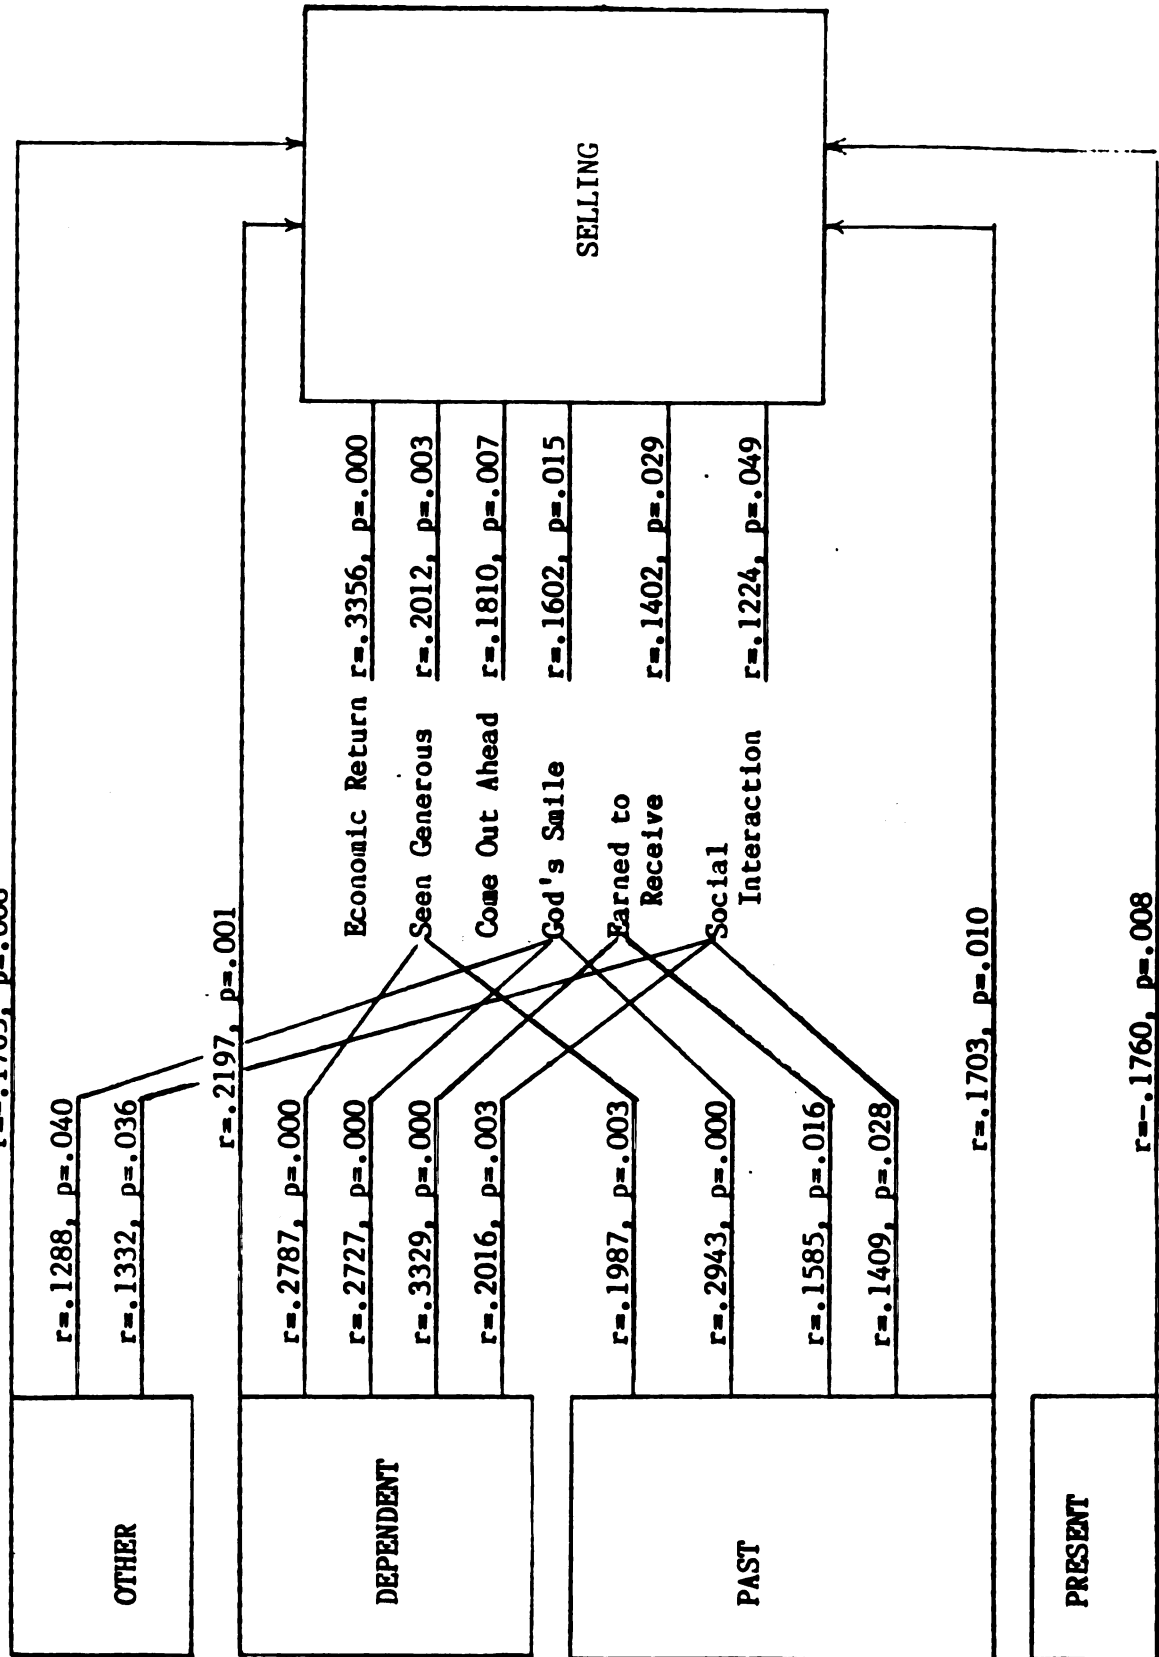 OTHER
r=.1288, p=.040
r=.1332, p=.036
r=.2197, p=.001
DEPENDENT
r=.2787, p=.000
r=.2727, p=.000
r=.3329, p=.000
r=.2016, p=.003
PAST
r=.1987, p=.003
r=.2943, p=.000
r=.1585, p=.016
r=.1409, p=.028
r=.1703, p=.010
PRESENT
r=-.1760, p=.008
Economic Return r=.3356, p=.000
Seen Generous r=.2012, p=.003
Come Out Ahead r=.1810, p=.007
God's Smile r=.1602, p=.015
Earned to
Receive r=.1402, p=.029
Social
Interaction r=.1224, p=.049
SELLING